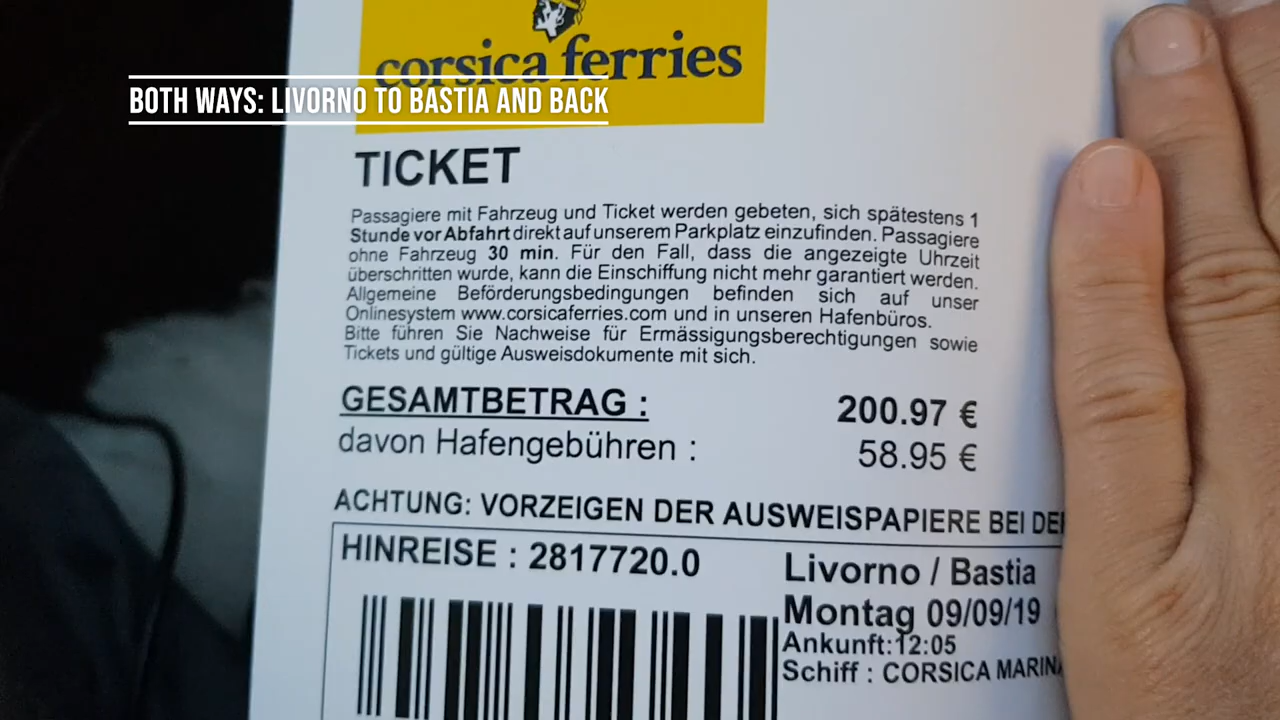 corsica ferries
BOTH WAYS: LIVORNO TO BASTIA AND BACK
TICKET
Passagiere mit Fahrzeug und Ticket werden gebeten, sich spätestens 1
Stunde vor Abfahrt direkt auf unserem Parkplatz einzufinden. Passagiere
ohne Fahrzeug 30 min. Für den Fall, dass die angezeigte Uhrzeit
überschritten wurde, kann die Einschiffung nicht mehr garantiert werden.
Allgemeine Beförderungsbedingungen befinden sich auf unser
Onlinesystem www.corsicaferries.com und in unseren Hafenbüros.
Bitte führen Sie Nachweise für Ermässigungsberechtigungen sowie
Tickets und gültige Ausweisdokumente mit sich.
GESAMTBETRAG : 200.97 €
davon Hafengebühren : 58.95 €
ACHTUNG: VORZEIGEN DER AUSWEISPAPIERE BEI
HINREISE : 2817720.0
Livorno / Bastia
Montag 09/09/19
Ankunft:12:05
Schiff : CORSICA